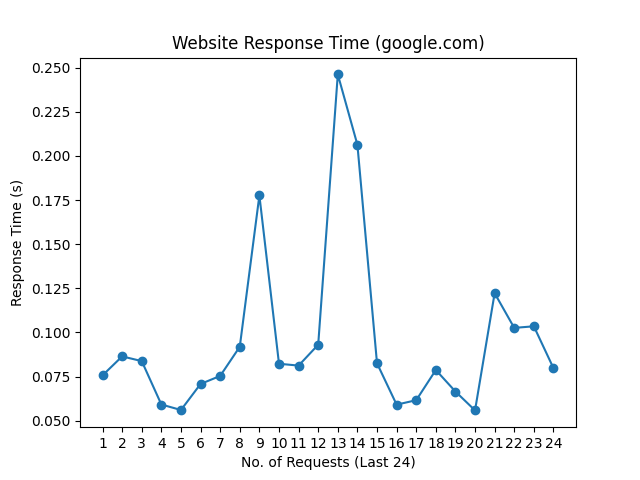 Website Response Time (google.com)
0.250
0.225
0.200
0.175
0.150
0.125
0.100
0.075
0.050
Response Time (s)
1 2 3 4 5 6 7 8 9 10 11 12 13 14 15 16 17 18 19 20 21 22 23 24
No. of Requests (Last 24)